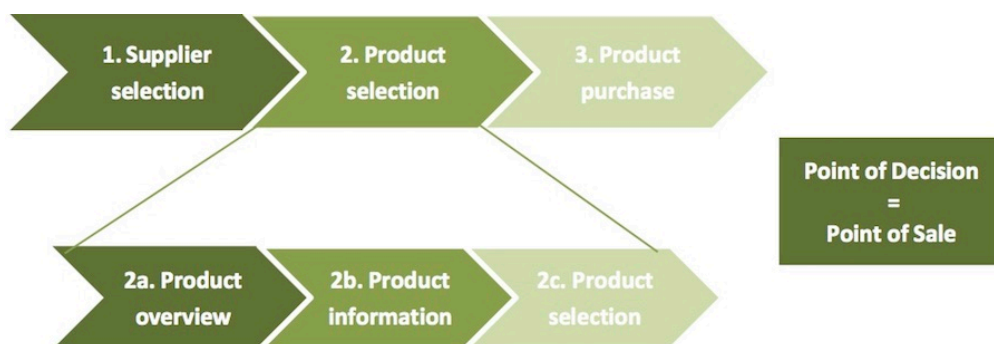 1. Supplier
selection
2. Product
selection
3. Product
purchase
Point of Decision
=
Point of Sale
2a. Product
overview
2b. Product
information
2c. Product
selection